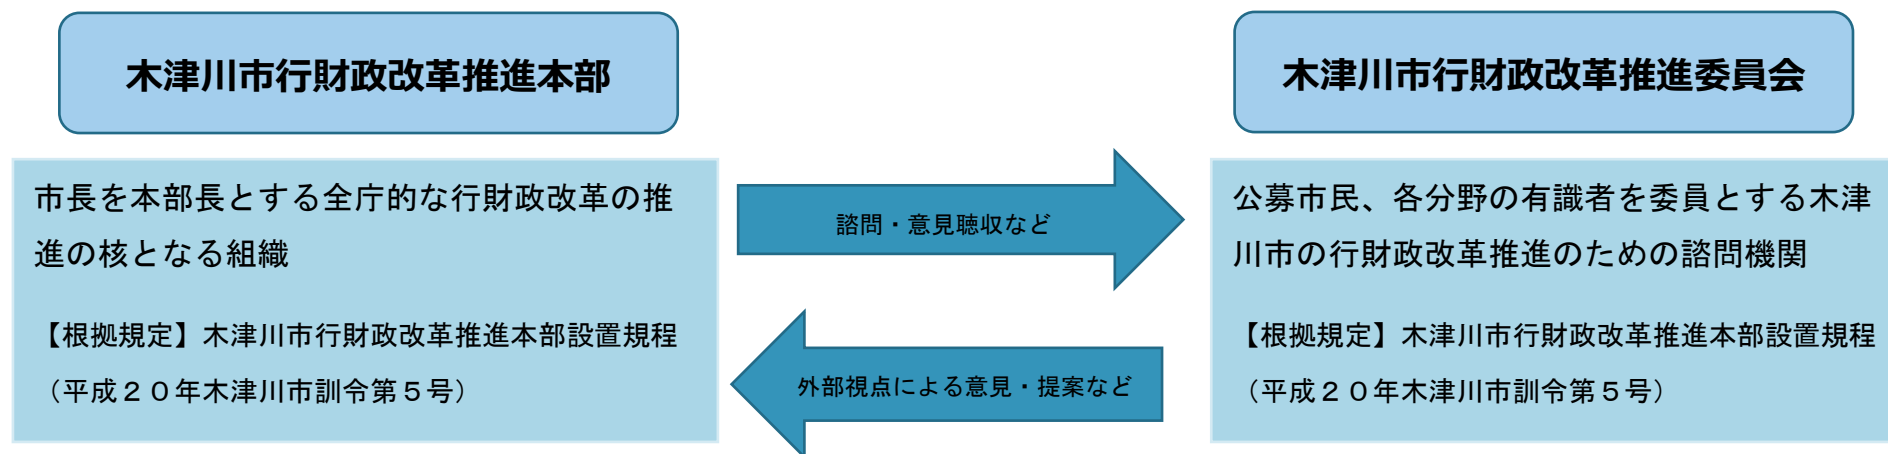 木津川市行財政改革推進本部
市長を本部長とする全庁的な行財政改革の推
進の核となる組織
【根拠規定】木津川市行財政改革推進本部設置規程
（平成２０年木津川市訓令第５号）
諮問・意見聴収など
外部視点による意見・提案など
木津川市行財政改革推進委員会
公募市民、各分野の有識者を委員とする木津
川市の行財政改革推進のための諮問機関
【根拠規定】木津川市行財政改革推進本部設置規程
（平成２０年木津川市訓令第５号）